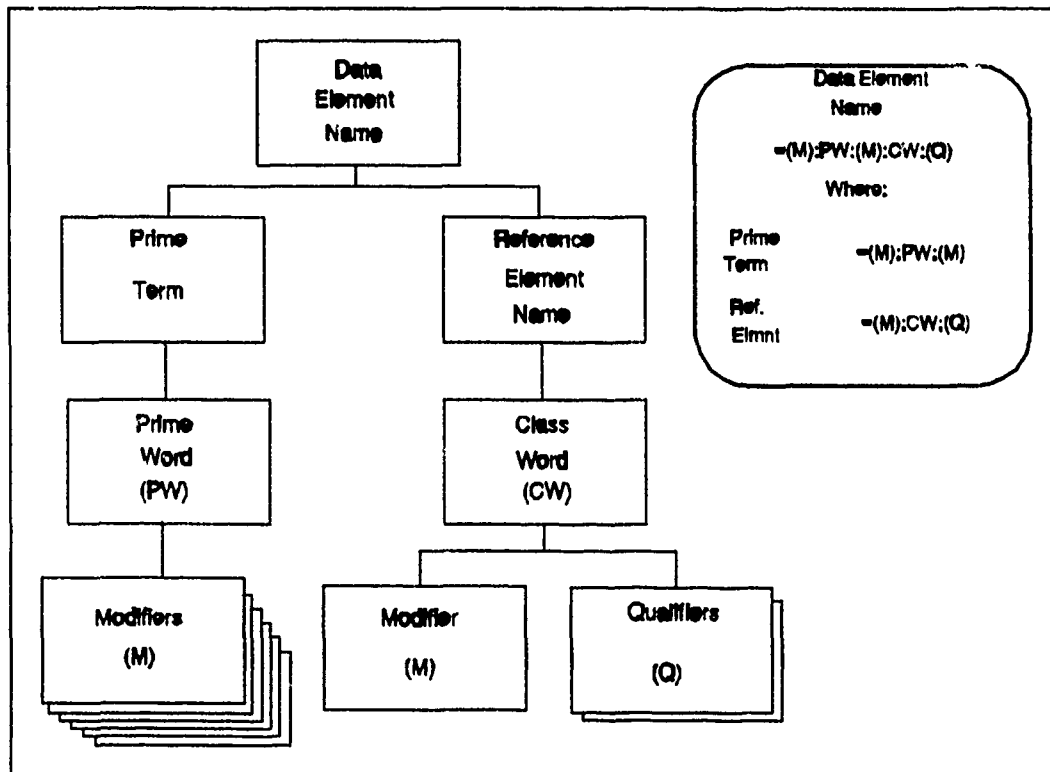 Data
Element
Name
Prime
Term
Reference
Element
Name
Prime
Word
(PW)
Class
Word
(CW)
Modifiers
(M)
Modifier
(M)
Qualifiers
(Q)
Data Element
Name
=(M);PW;(M);CW;(Q)
Where:
Prime
Term
=(M);PW;(M)
Ref.
Elmnt
=(M);CW;(Q)